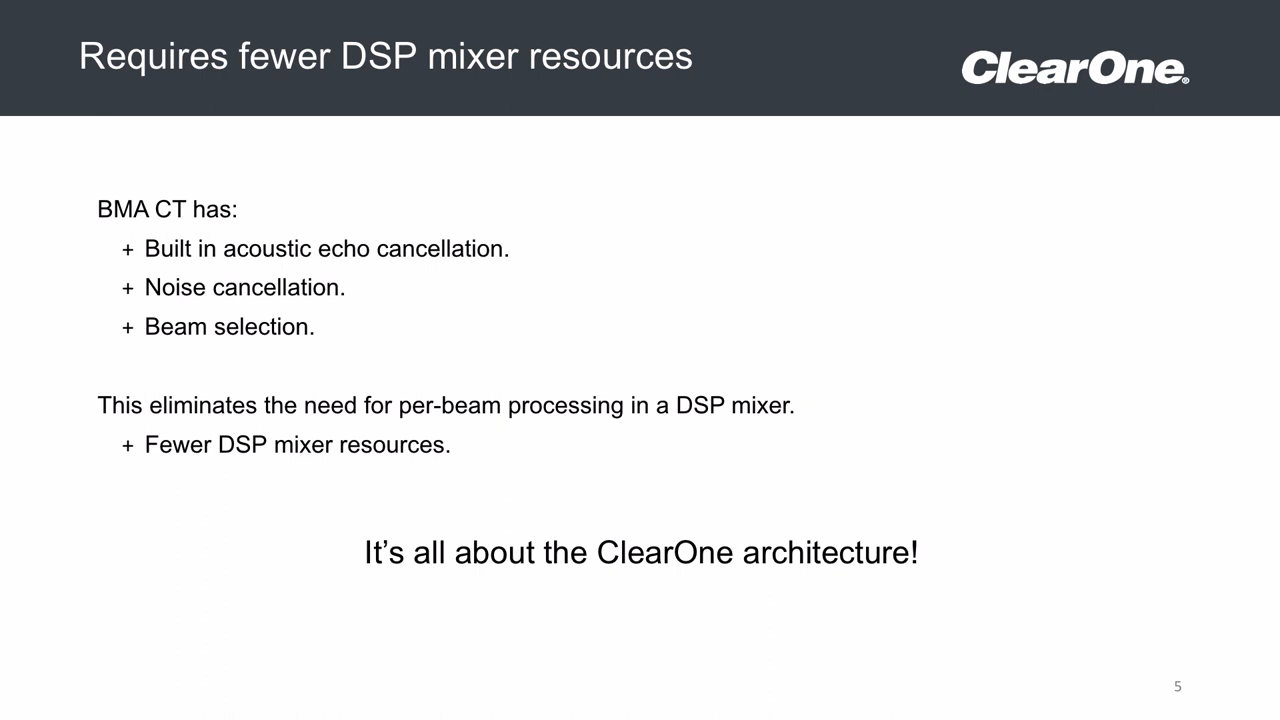 Requires fewer DSP mixer resources
ClearOne®
BMA CT has:
+ Built in acoustic echo cancellation.
+ Noise cancellation.
+ Beam selection.
This eliminates the need for per-beam processing in a DSP mixer.
+ Fewer DSP mixer resources.
It’s all about the ClearOne architecture!
5